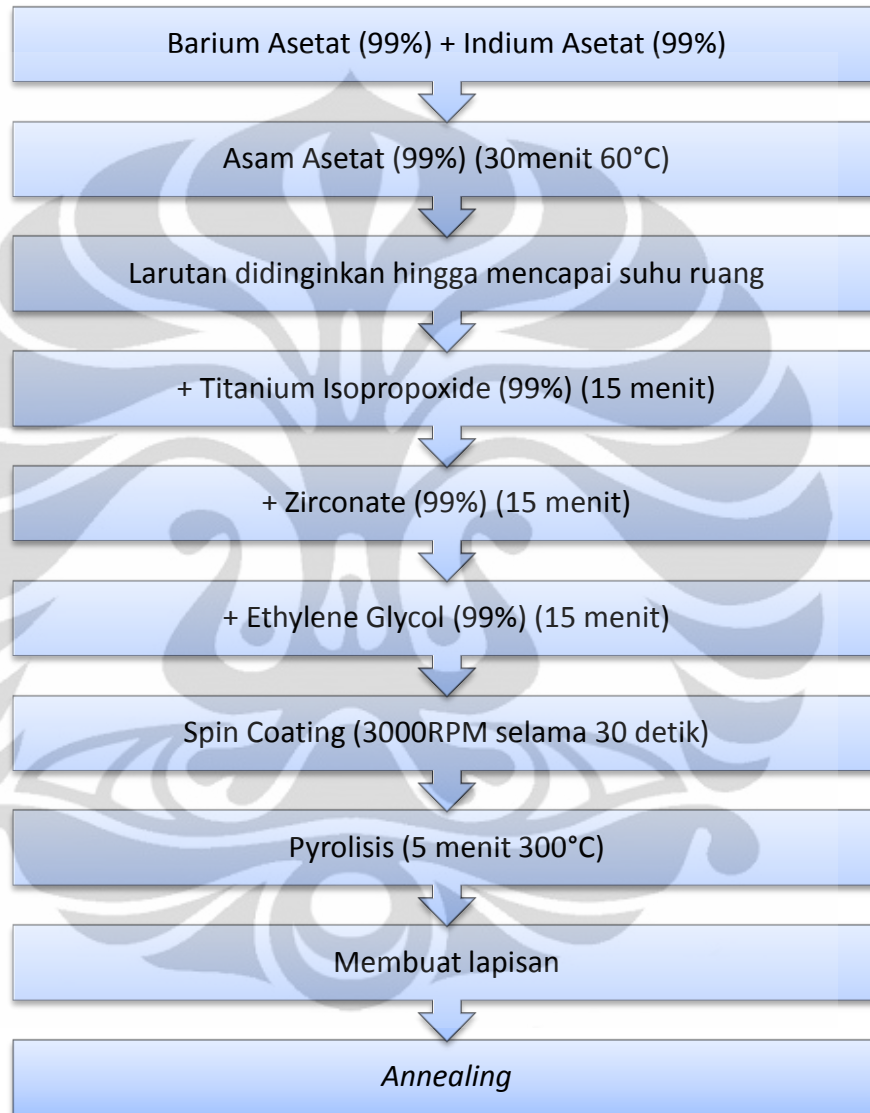 Barium Asetat (99%) + Indium Asetat (99%)
Asam Asetat (99%) (30menit 60°C)
Larutan didinginkan hingga mencapai suhu ruang
+ Titanium Isopropoxide (99%) (15 menit)
+ Zirconate (99%) (15 menit)
+ Ethylene Glycol (99%) (15 menit)
Spin Coating (3000RPM selama 30 detik)
Pyrolisis (5 menit 300°C)
Membuat lapisan
Annealing